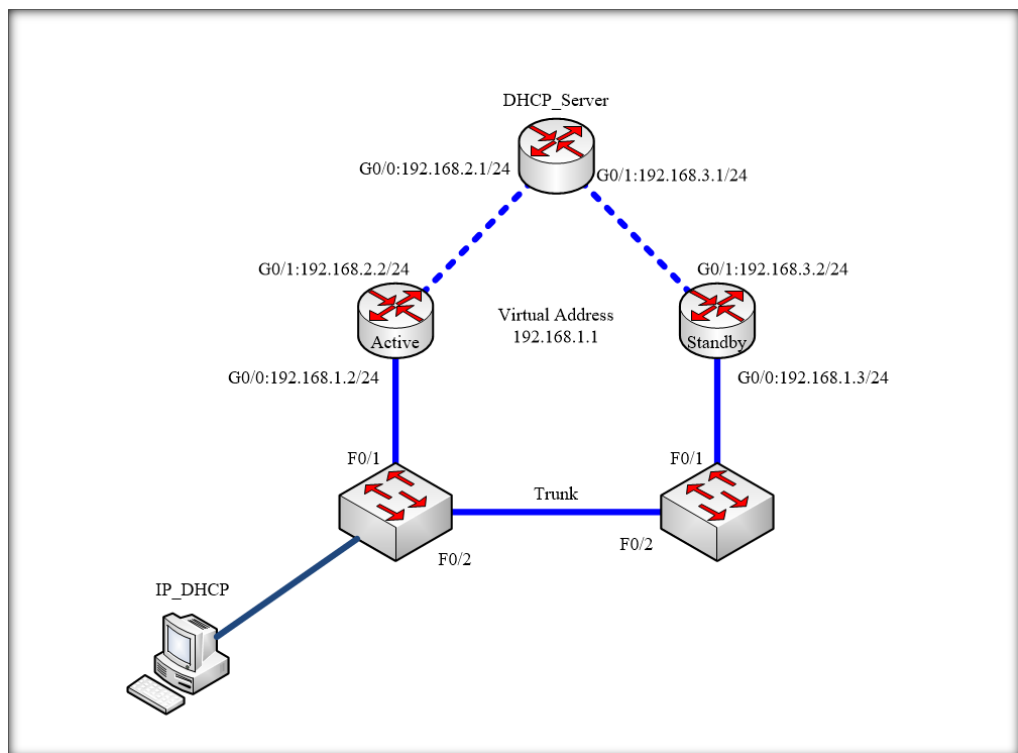 DHCP_Server
G0/0:192.168.2.1/24
G0/1:192.168.3.1/24
G0/1:192.168.2.2/24
G0/1:192.168.3.2/24
Virtual Address
192.168.1.1
Active
Standby
G0/0:192.168.1.2/24
G0/0:192.168.1.3/24
F0/1
F0/1
Trunk
F0/2
F0/2
IP_DHCP